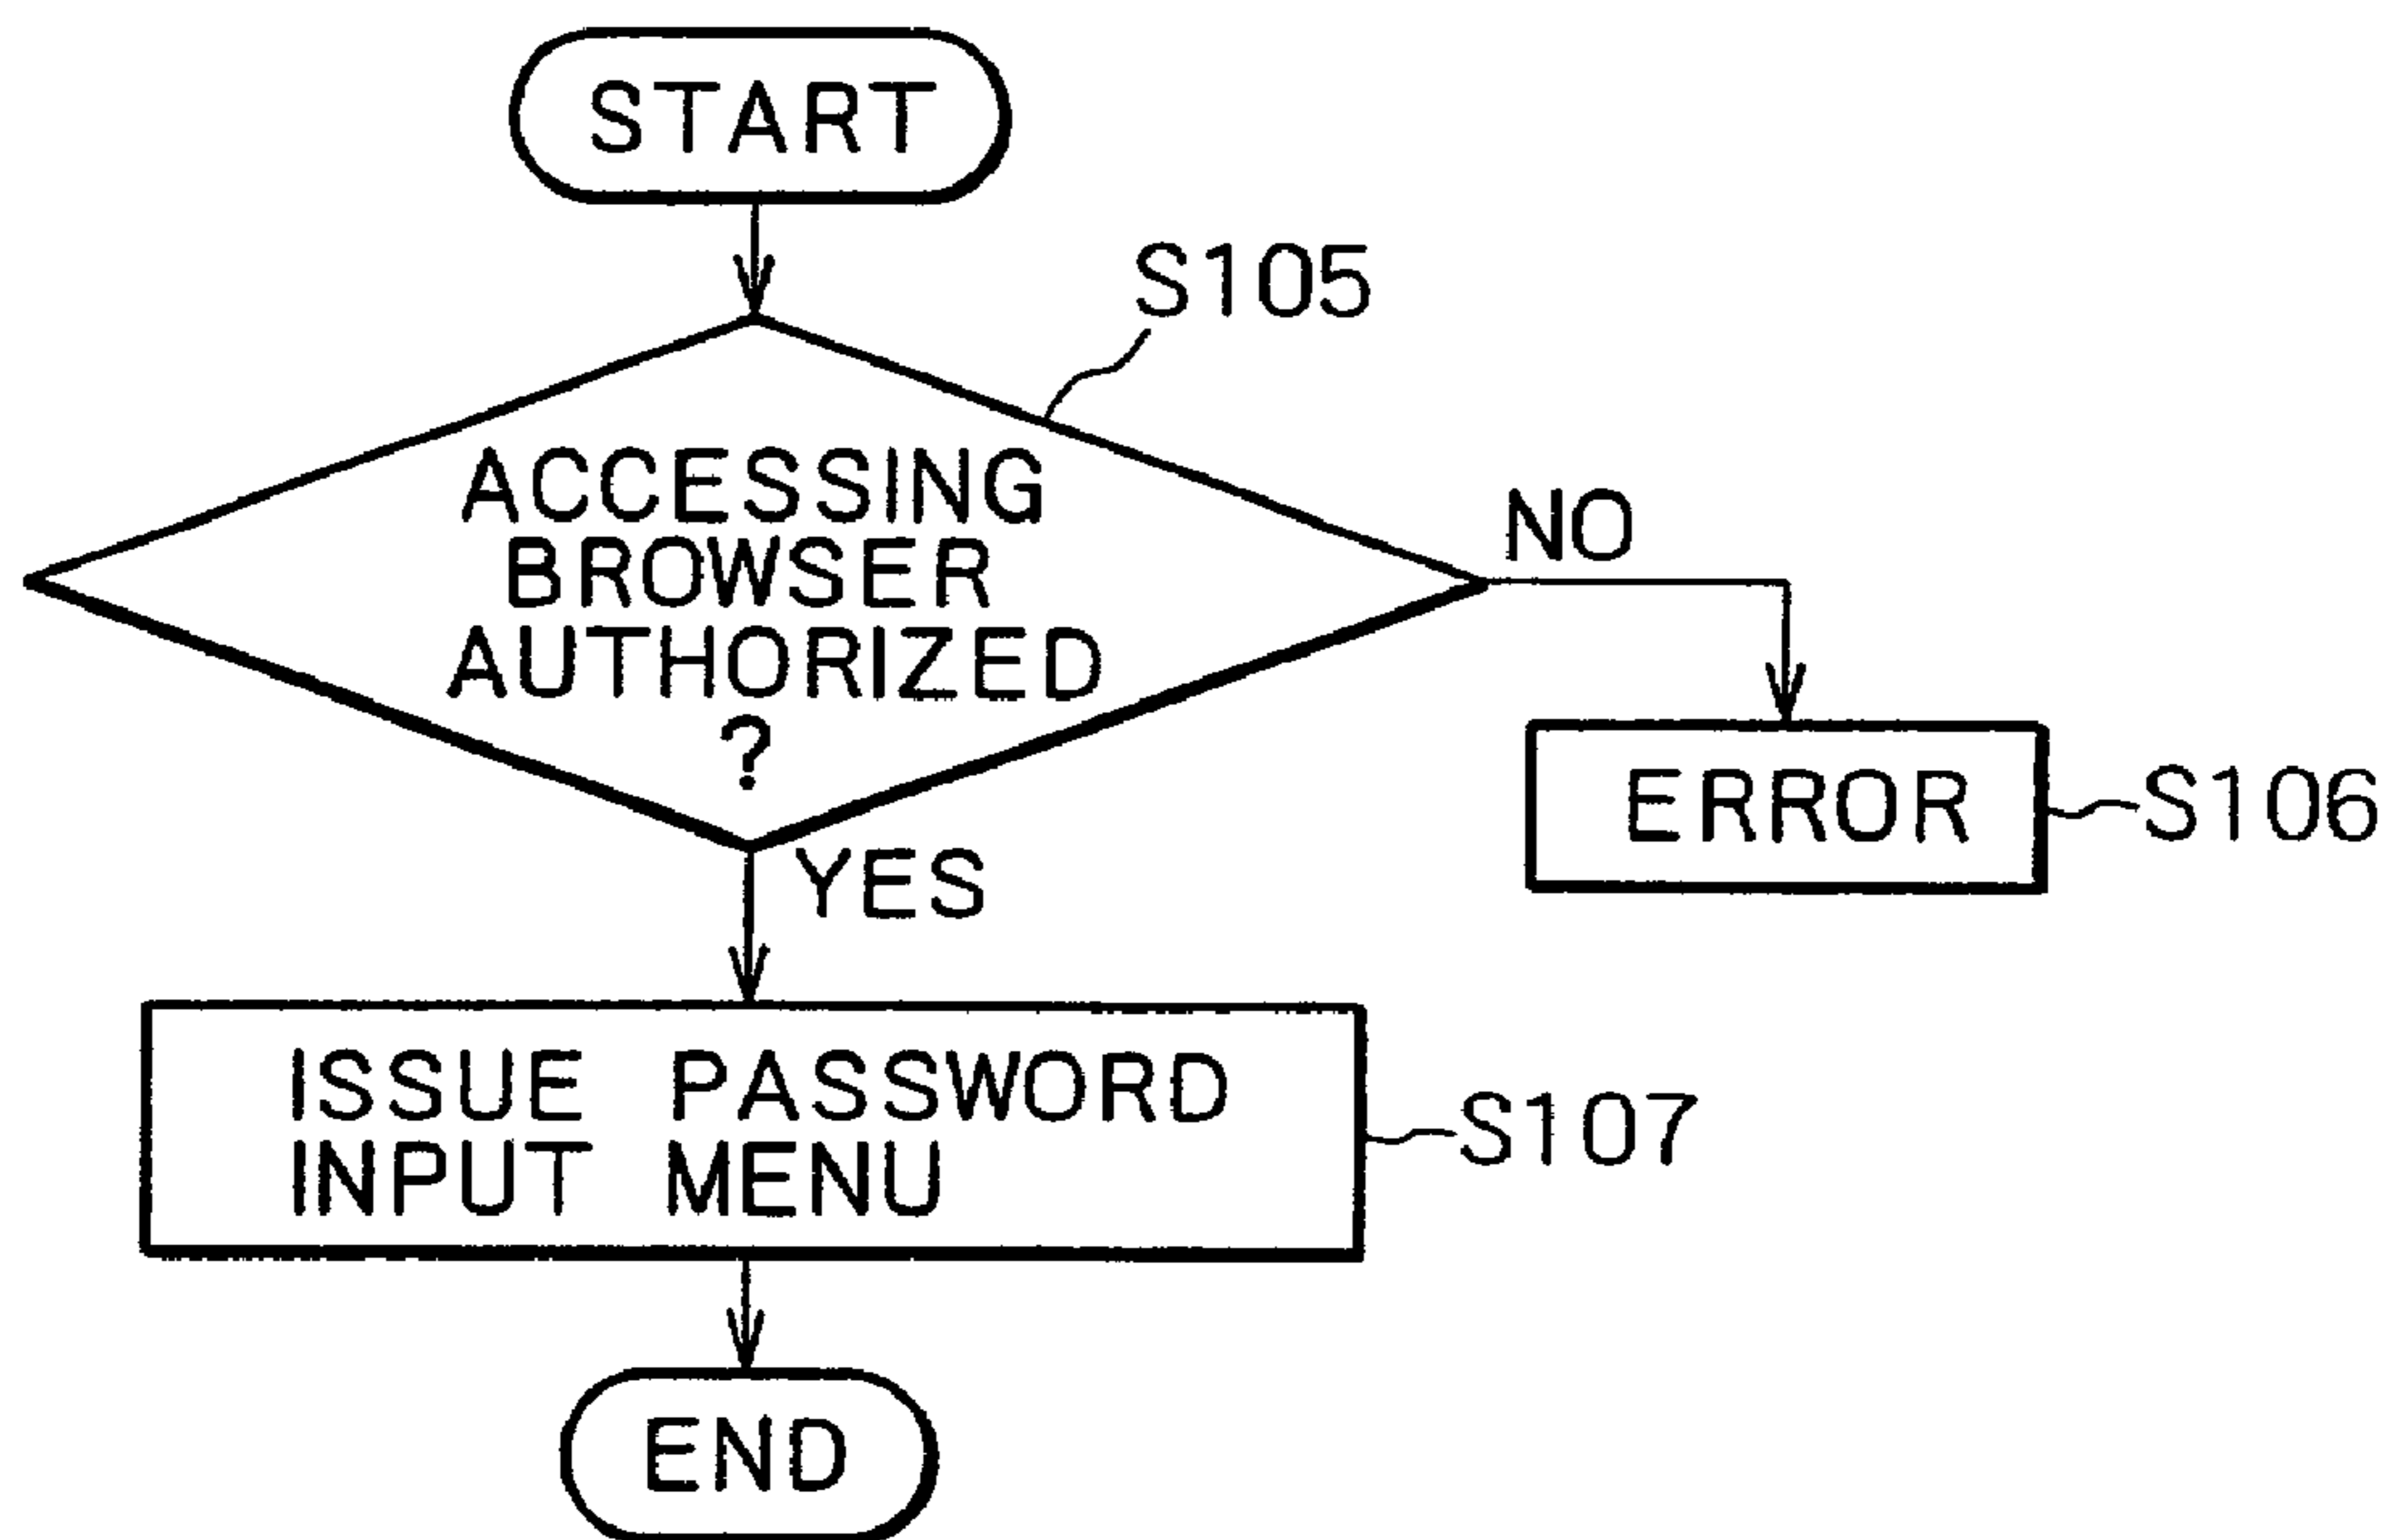 START
S105
ACCESSING
BROWSER
AUTHORIZED
?
NO
ERROR
S106
YES
ISSUE PASSWORD
INPUT MENU
S107
END